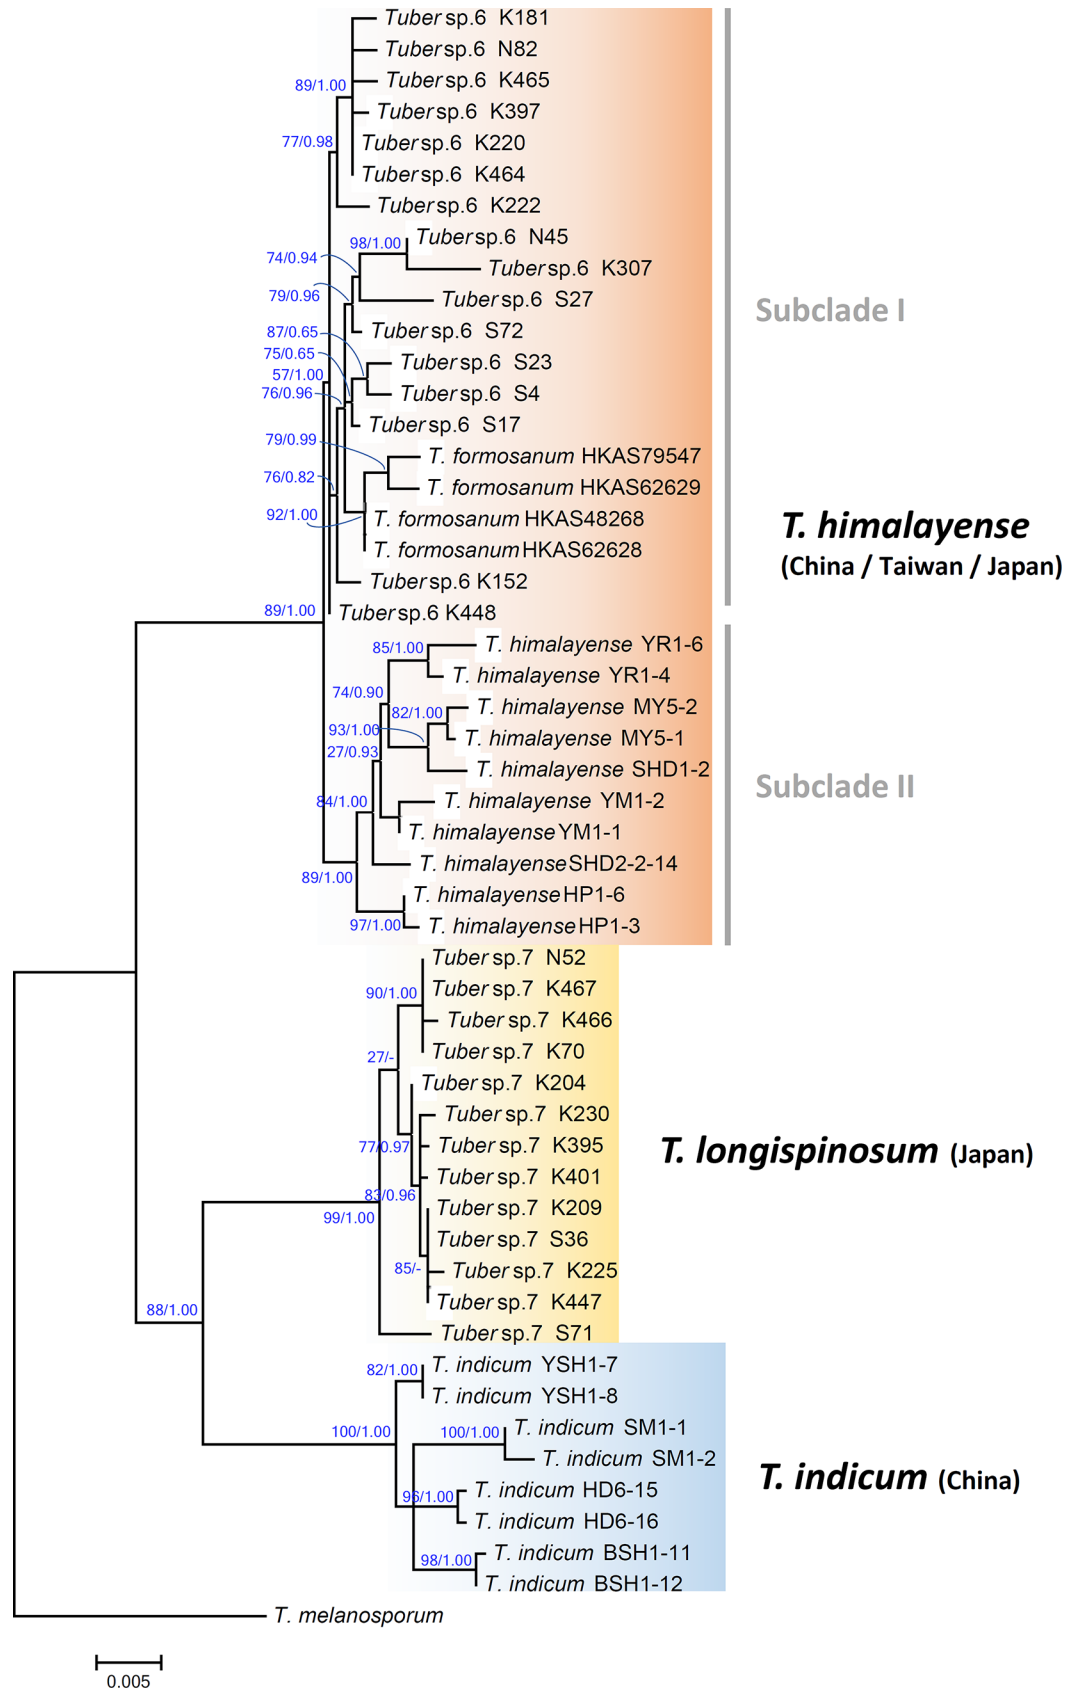 Tuber sp.6 K181
Tuber sp.6 N82
Tuber sp.6 K465
89/1.00
Tuber sp.6 K397
77/0.98
Tuber sp.6 K220
Tuber sp.6 K464
Tuber sp.6 K222
Tuber sp.6 N45
98/1.00
74/0.94
Tuber sp.6 K307
79/0.96
Tuber sp.6 S27
Subclade I
87/0.65
Tuber sp.6 S72
75/0.65
Tuber sp.6 S23
57/1.00
76/0.96
Tuber sp.6 S4
Tuber sp.6 S17
79/0.99
T. formosanum HKAS79547
76/0.82
T. formosanum HKAS62629
92/1.00
T. formosanum HKAS48268
T. himalayense
T. formosanum HKAS62628
(China / Taiwan / Japan)
Tuber sp.6 K152
89/1.00
Tuber sp.6 K448
85/1.00
T. himalayense YR1-6
T. himalayense YR1-4
74/0.90
82/1.00
T. himalayense MY5-2
93/1.00
T. himalayense MY5-1
27/0.93
T. himalayense SHD1-2
Subclade II
84/1.00
T. himalayense YM1-2
T. himalayense YM1-1
T. himalayense SHD2-2-14
89/1.00
T. himalayense HP1-6
97/1.00
T. himalayense HP1-3
Tuber sp.7 N52
90/1.00
Tuber sp.7 K467
Tuber sp.7 K466
27/-
Tuber sp.7 K70
Tuber sp.7 K204
Tuber sp.7 K230
77/0.97
Tuber sp.7 K395
T. longispinosum (Japan)
Tuber sp.7 K401
83/0.96
99/1.00
Tuber sp.7 K209
Tuber sp.7 S36
85/-
Tuber sp.7 K225
88/1.00
Tuber sp.7 K447
Tuber sp.7 S71
82/1.00
T. indicum YSH1-7
T. indicum YSH1-8
100/1.00
100/1.00
T. indicum SM1-1
T. indicum SM1-2
T. indicum (China)
96/1.00
T. indicum HD6-15
T. indicum HD6-16
98/1.00
T. indicum BSH1-11
T. indicum BSH1-12
T. melanosporum
0.005